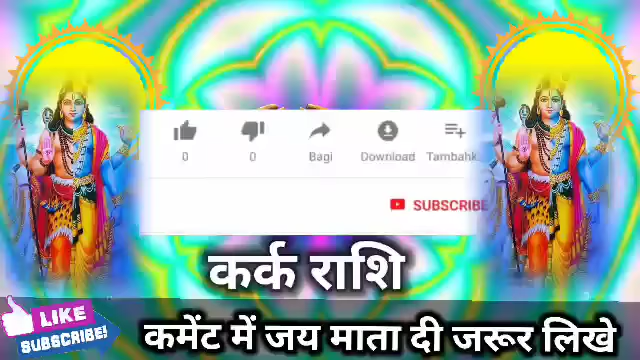 0 0 Bagi Download Tambahk
SUBSCRIBE
कर्क राशि
LIKE
SUBSCRIBE!
कमेंट में जय माता दी जरूर लिखे